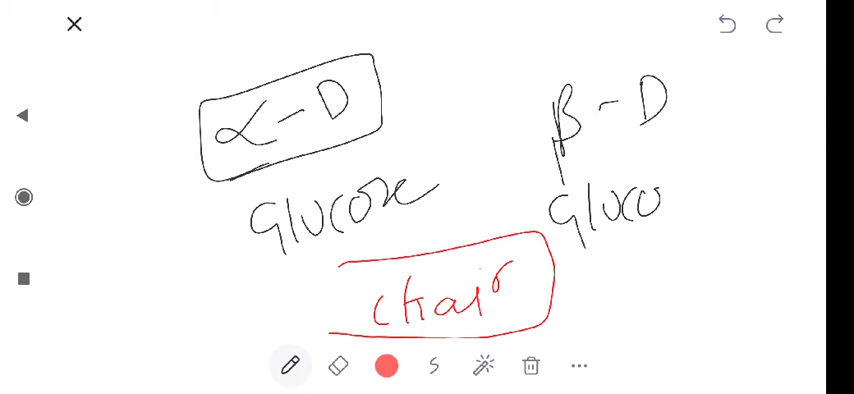 α-D
Glucose
β-D
Gluco
chair